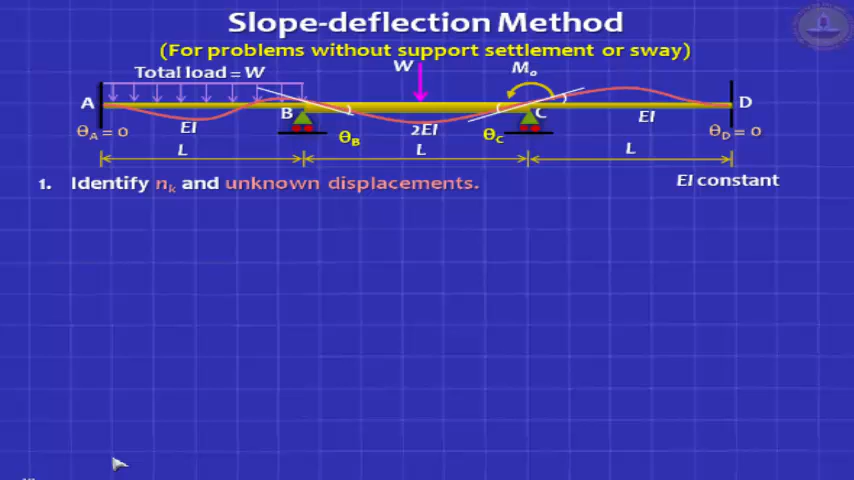 Slope-deflection Method
(For problems without support settlement or sway)
Total load = W
W
Mo
A
B
C
D
EI
2EI
EI
θA = 0
θB
θC
θD = 0
L
L
L
1. Identify nk and unknown displacements.
EI constant